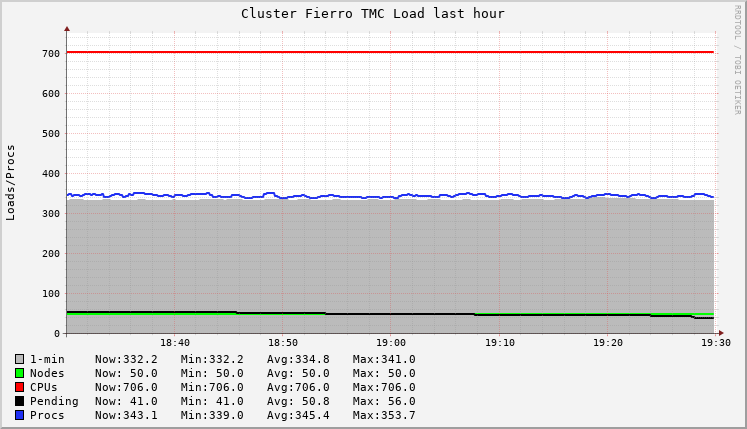 Cluster Fierro TMC Load last hour
RRDTOOL / TOBI OETIKER
Loads/Procs
700
600
500
400
300
200
100
0
18:40 18:50 19:00 19:10 19:20 19:30
1-min Now:332.2 Min:332.2 Avg:334.8 Max:341.0
Nodes Now: 50.0 Min: 50.0 Avg: 50.0 Max: 50.0
CPUs Now:706.0 Min:706.0 Avg:706.0 Max:706.0
Pending Now: 41.0 Min: 41.0 Avg: 50.8 Max: 56.0
Procs Now:343.1 Min:339.0 Avg:345.4 Max:353.7